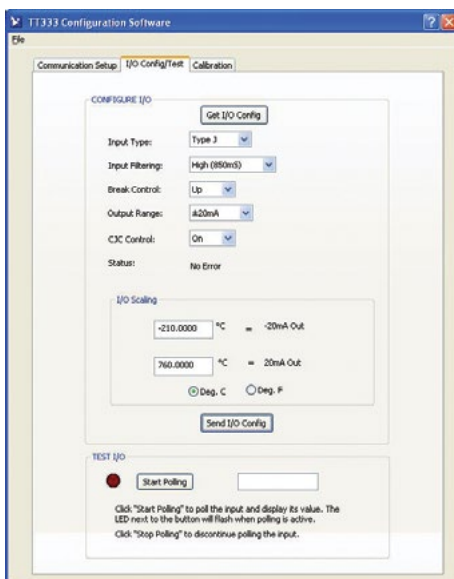 TT333 Configuration Software
File
Communication Setup I/O Config/Test Calibration
CONFIGURE I/O
Get I/O Config
Input Type: Type J
Input Filtering: High (850mS)
Break Control: Up
Output Range: ±20mA
CJC Control: On
Status: No Error
I/O Scaling
-210.0000 °C = -20mA Out
760.0000 °C = 20mA Out
Deg. C Deg. F
Send I/O Config
TEST I/O
Start Polling
Click "Start Polling" to poll the input and display its value. The
LED next to the button will flash when polling is active.
Click "Stop Polling" to discontinue polling the input.